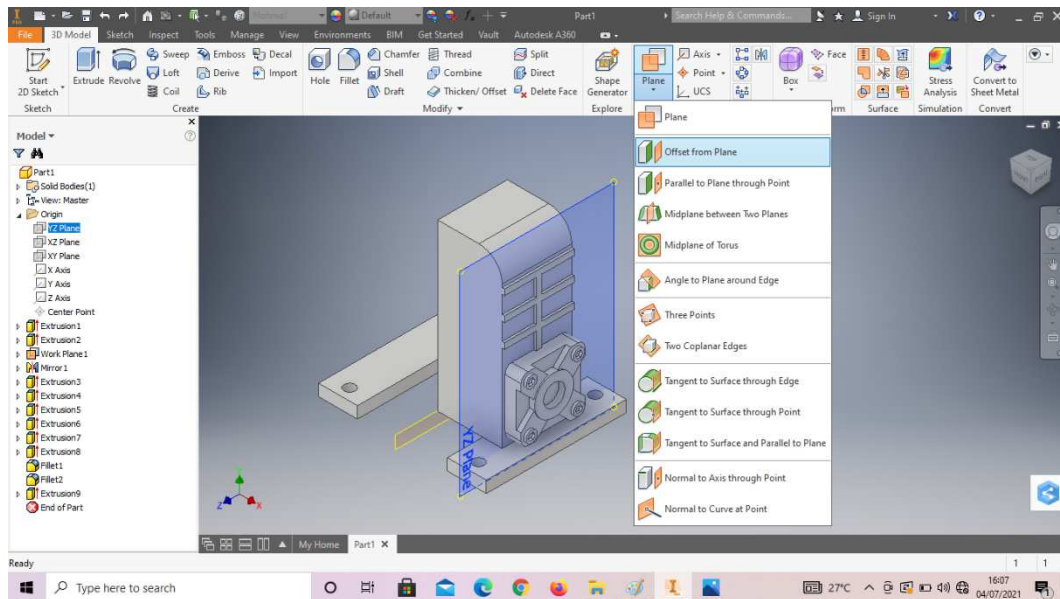 I PRO Material Default Part1 Search Help & Commands... Sign In
File 3D Model Sketch Inspect Tools Manage View Environments BIM Get Started Vault Autodesk A360
Start 2D Sketch
Extrude Revolve
Sweep Emboss Decal
Loft Derive Import
Coil Rib
Hole Fillet
Chamfer Thread Split
Shell Combine Direct
Draft Thicken/ Offset Delete Face
Shape Generator
Plane
Axis
Point
UCS
Box
Face
Stress Analysis
Convert to Sheet Metal
Sketch Create Modify Explore rm Surface Simulation Convert
Model
Part1
Solid Bodies(1)
View: Master
Origin
YZ Plane
XZ Plane
XY Plane
X Axis
Y Axis
Z Axis
Center Point
Extrusion1
Extrusion2
Work Plane1
Mirror1
Extrusion3
Extrusion4
Extrusion5
Extrusion6
Extrusion7
Extrusion8
Fillet1
Fillet2
Extrusion9
End of Part
YZ Plane
Z Y X
Plane
Offset from Plane
Parallel to Plane through Point
Midplane between Two Planes
Midplane of Torus
Angle to Plane around Edge
Three Points
Two Coplanar Edges
Tangent to Surface through Edge
Tangent to Surface through Point
Tangent to Surface and Parallel to Plane
Normal to Axis through Point
Normal to Curve at Point
My Home Part1
Ready 1 1
Type here to search
27°C
16:07
04/07/2021